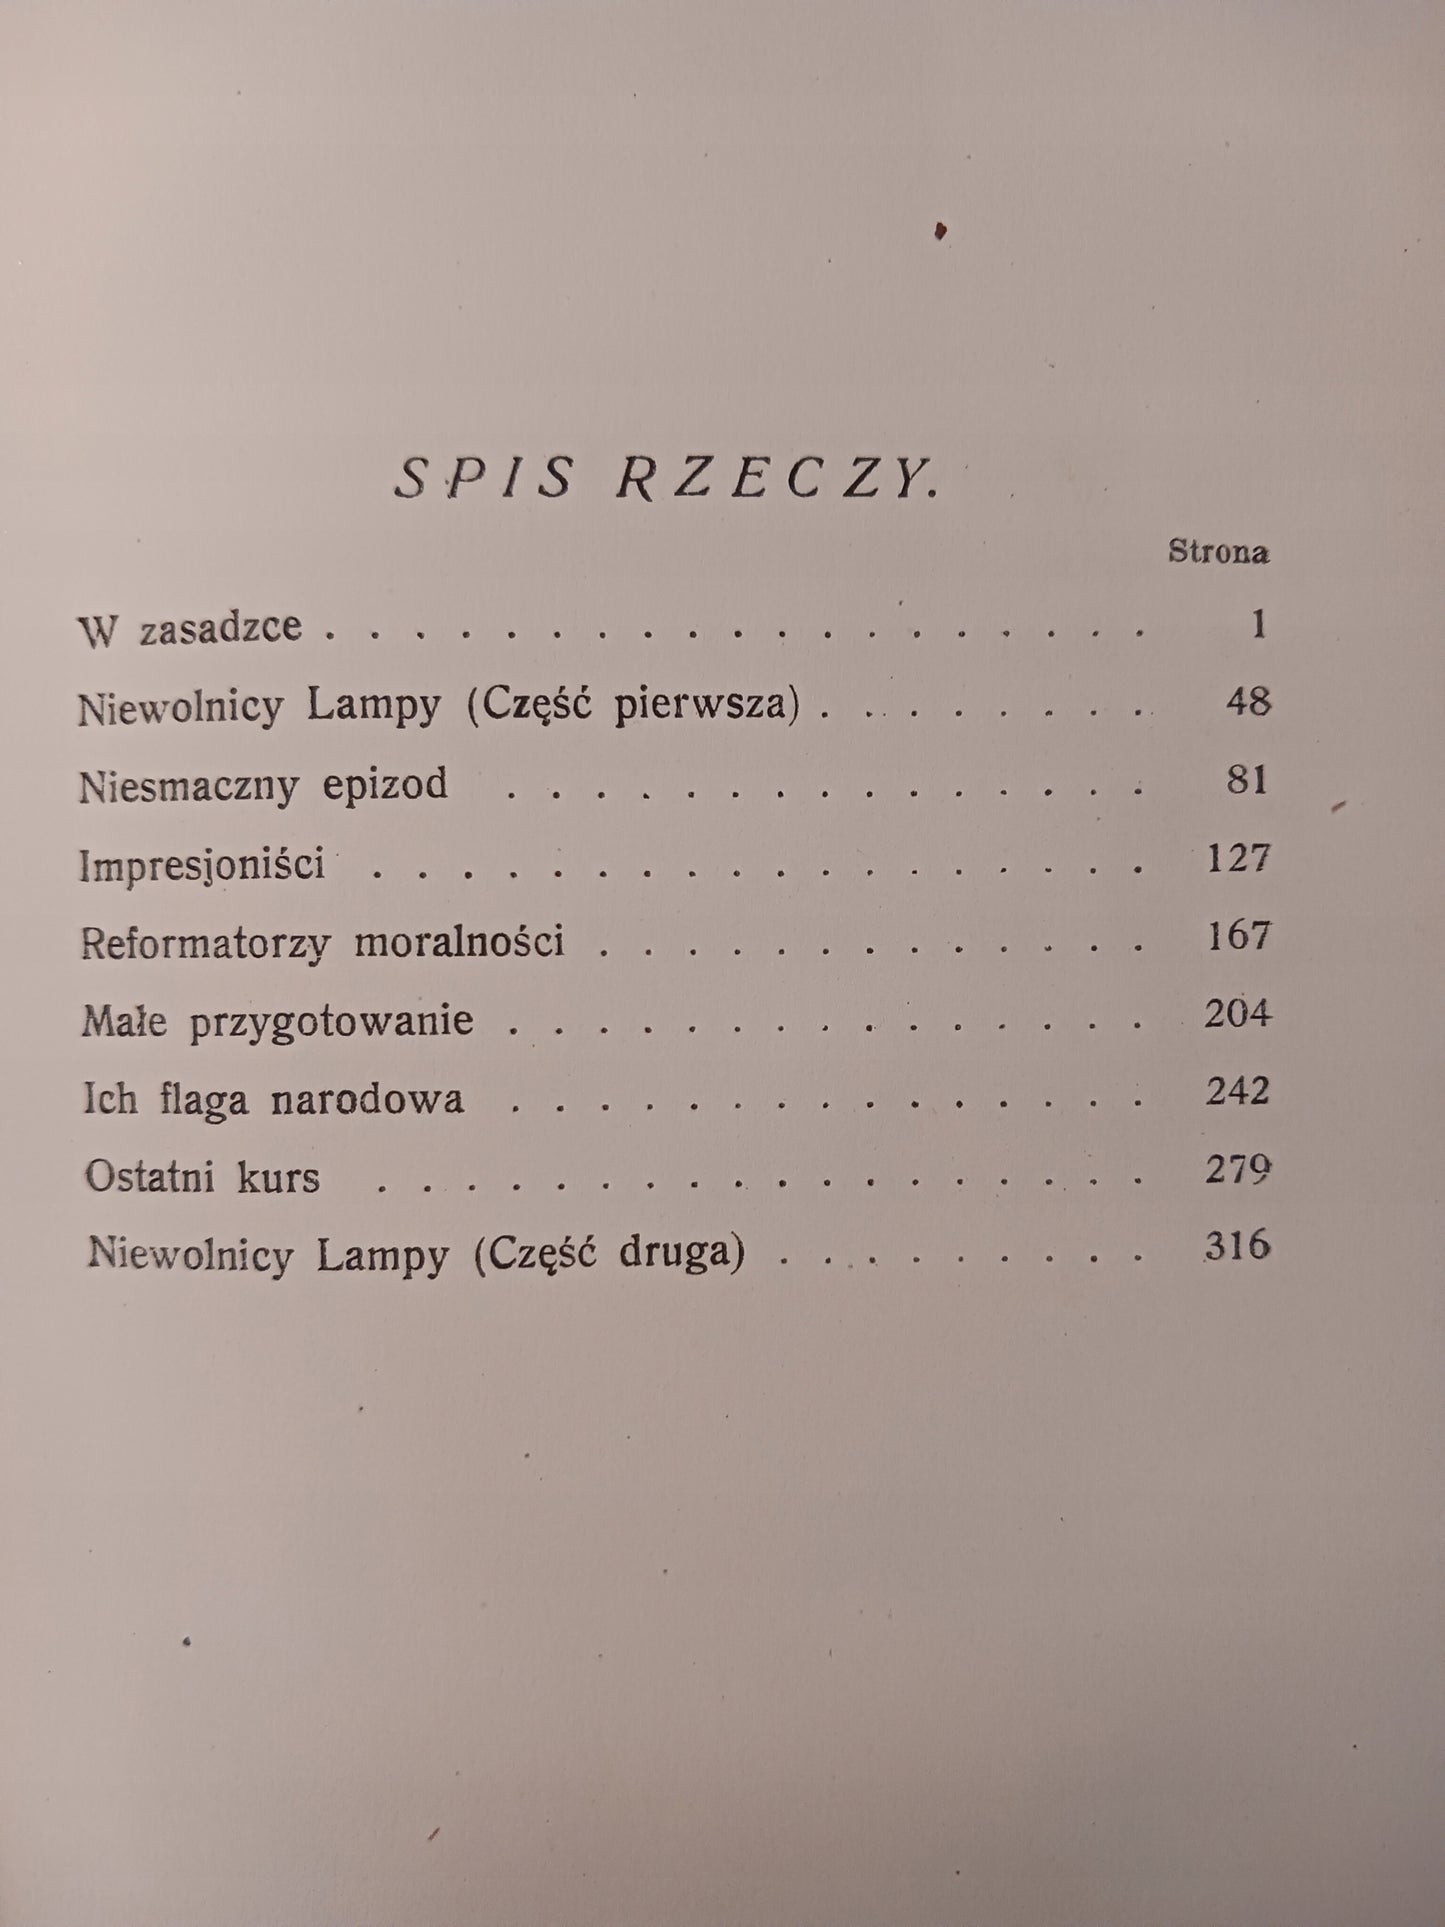 SPIS RZECZY.
Strona
W zasadzce . . . . . . . . . . . . . . . . . . . 1
Niewolnicy Lampy (Część pierwsza) . . . . . . . . 48
Niesmaczny epizod . . . . . . . . . . . . . . . 81
Impresjoniści . . . . . . . . . . . . . . . . . . 127
Reformatorzy moralności . . . . . . . . . . . . . 167
Małe przygotowanie . . . . . . . . . . . . . . . 204
Ich flaga narodowa . . . . . . . . . . . . . . . 242
Ostatni kurs . . . . . . . . . . . . . . . . . . 279
Niewolnicy Lampy (Część druga) . . . . . . . . . 316